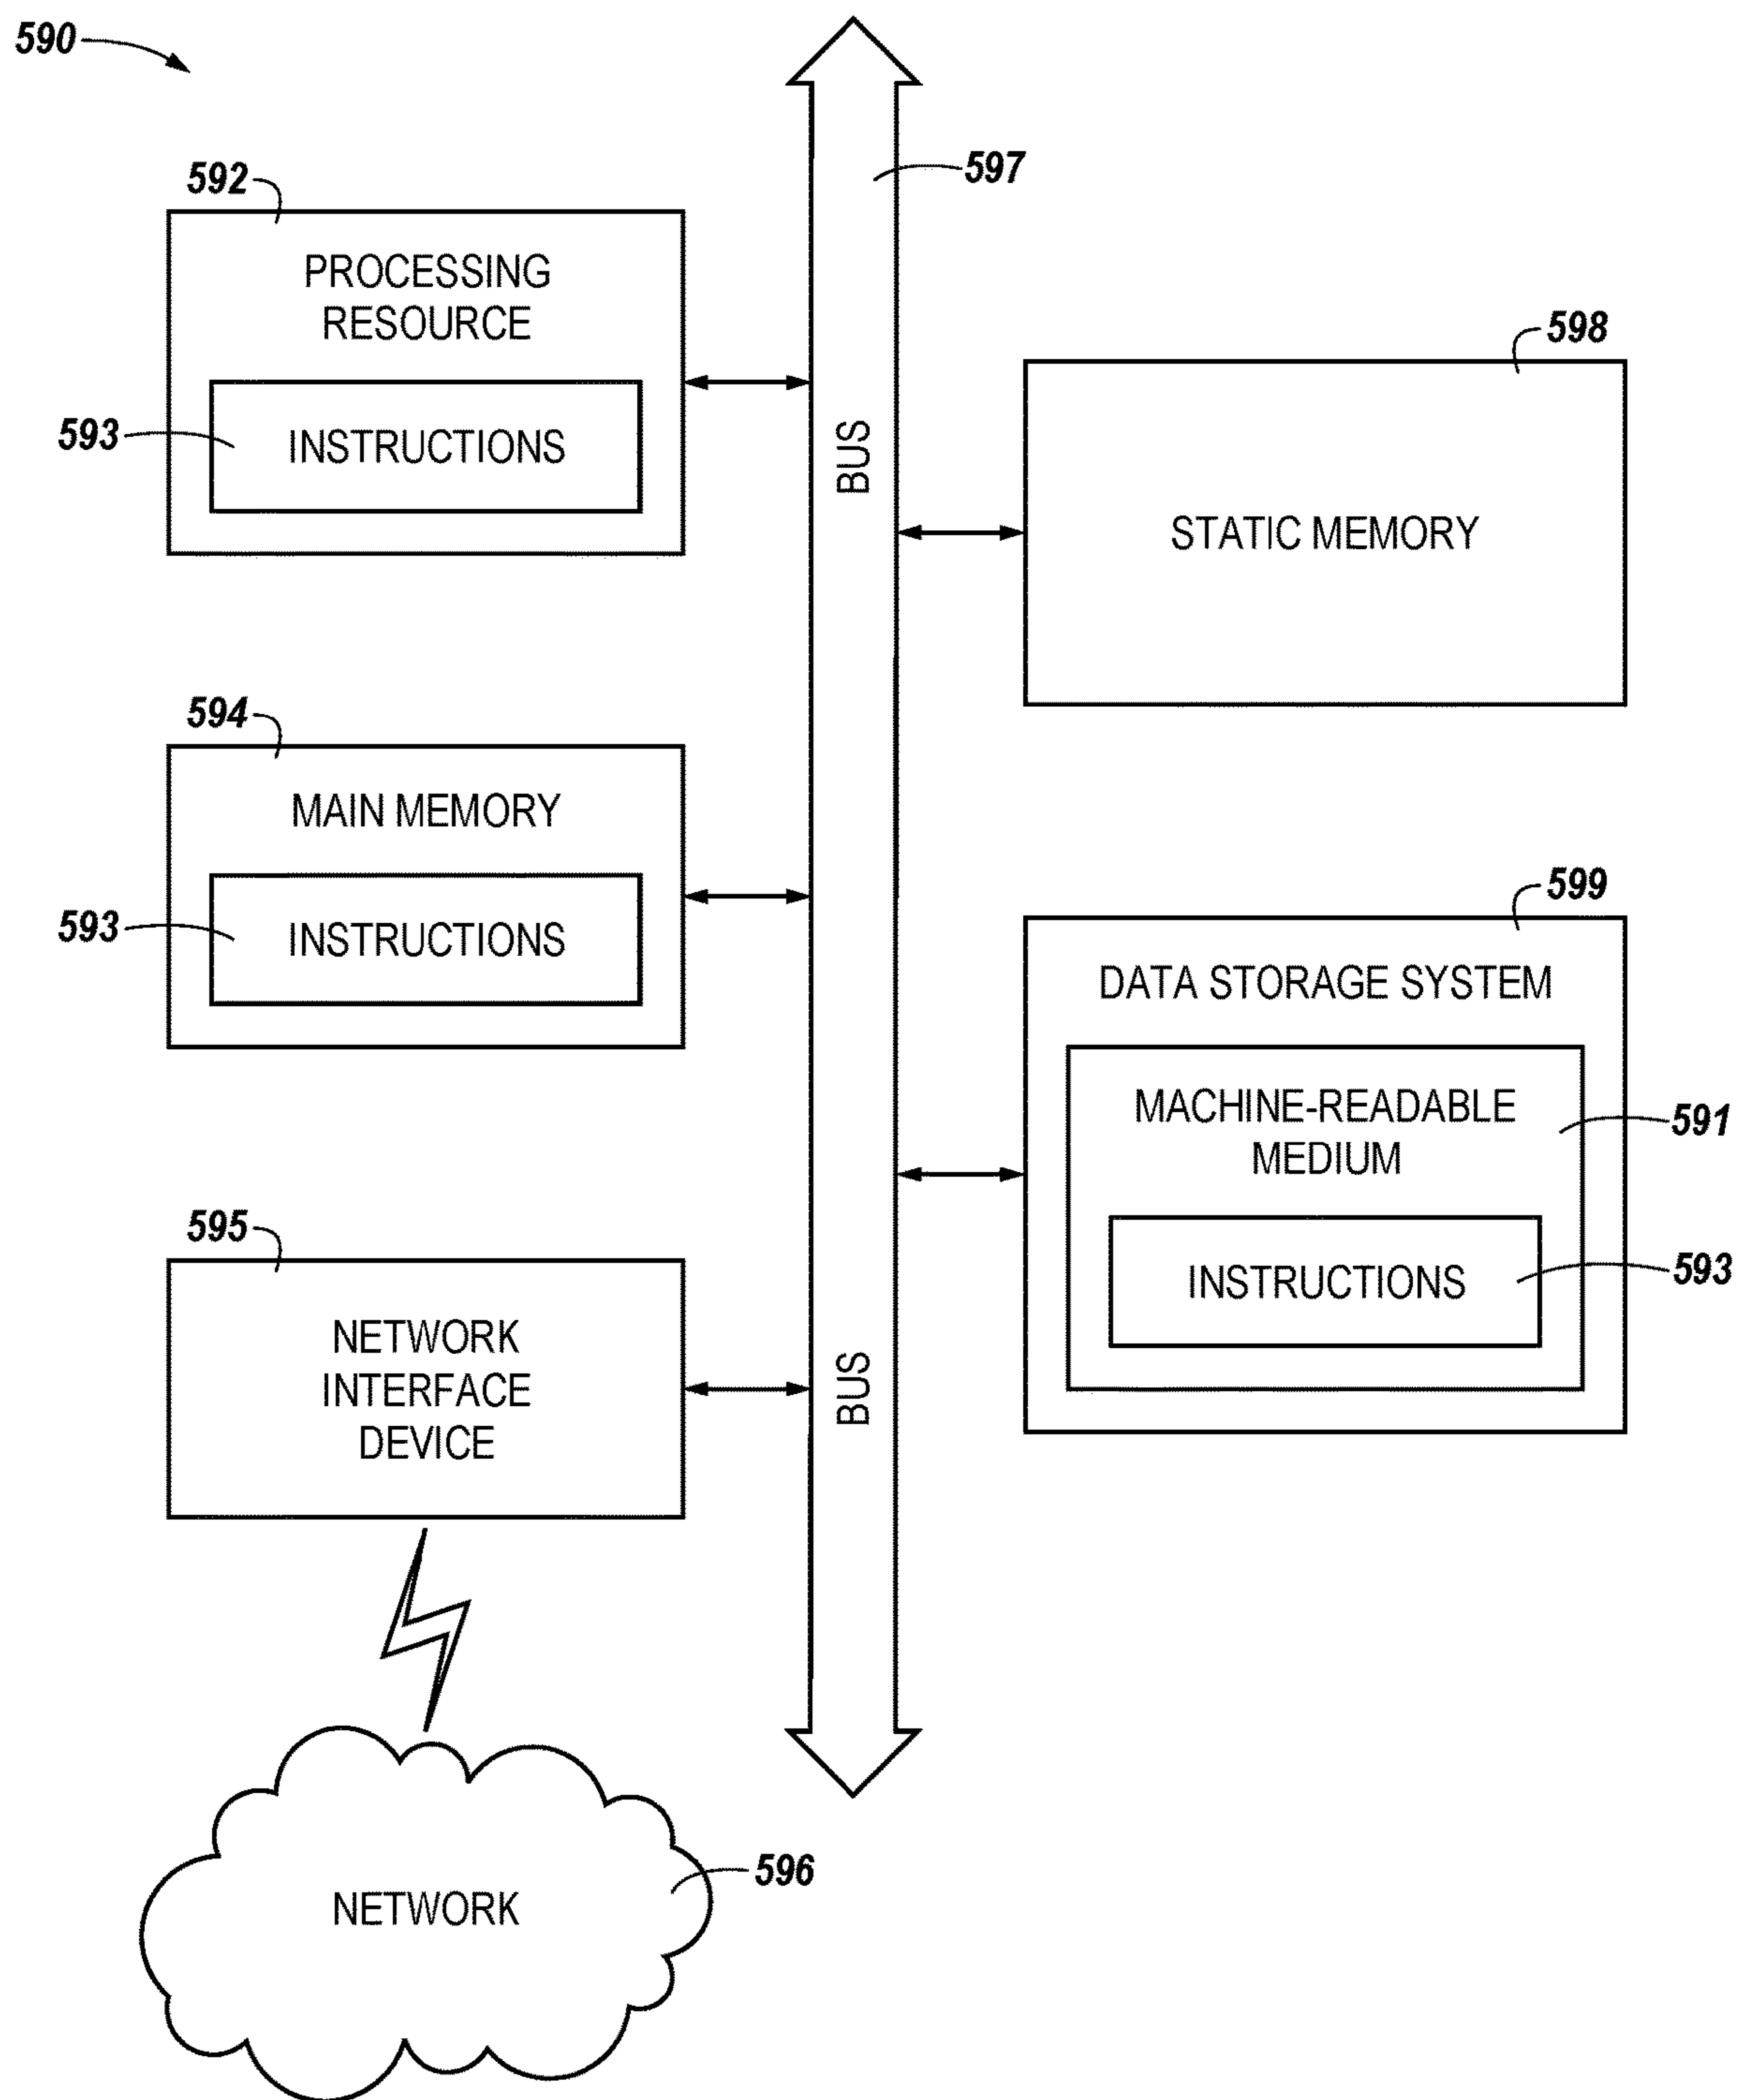 590
597
592
PROCESSING
RESOURCE
593
INSTRUCTIONS
BUS
598
STATIC MEMORY
594
MAIN MEMORY
593
INSTRUCTIONS
599
DATA STORAGE SYSTEM
MACHINE-READABLE
MEDIUM
591
INSTRUCTIONS
593
595
NETWORK
INTERFACE
DEVICE
BUS
596
NETWORK